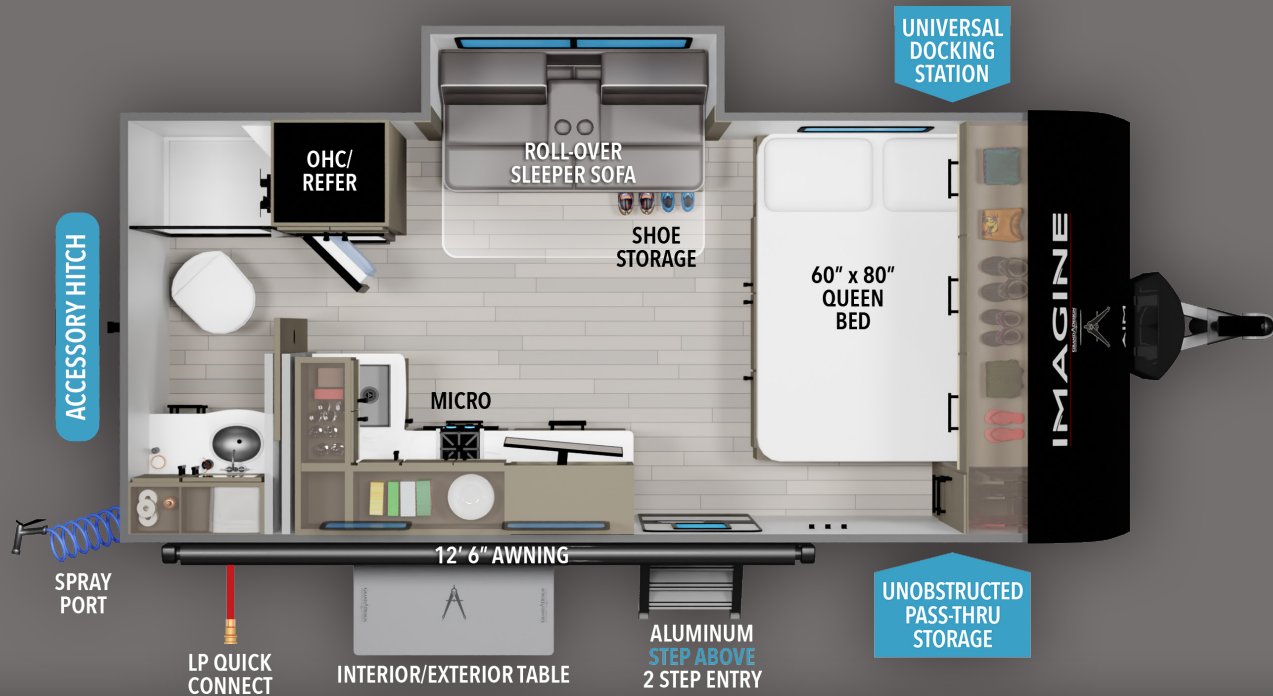 UNIVERSAL
DOCKING
STATION
OHC/
REFER
ROLL-OVER
SLEEPER SOFA
SHOE
STORAGE
60" x 80"
QUEEN
BED
ACCESSORY HITCH
MICRO
IMAGINE
AIM
12' 6" AWNING
SPRAY
PORT
LP QUICK
CONNECT
INTERIOR/EXTERIOR TABLE
ALUMINUM
STEP ABOVE
2 STEP ENTRY
UNOBSTRUCTED
PASS-THRU
STORAGE